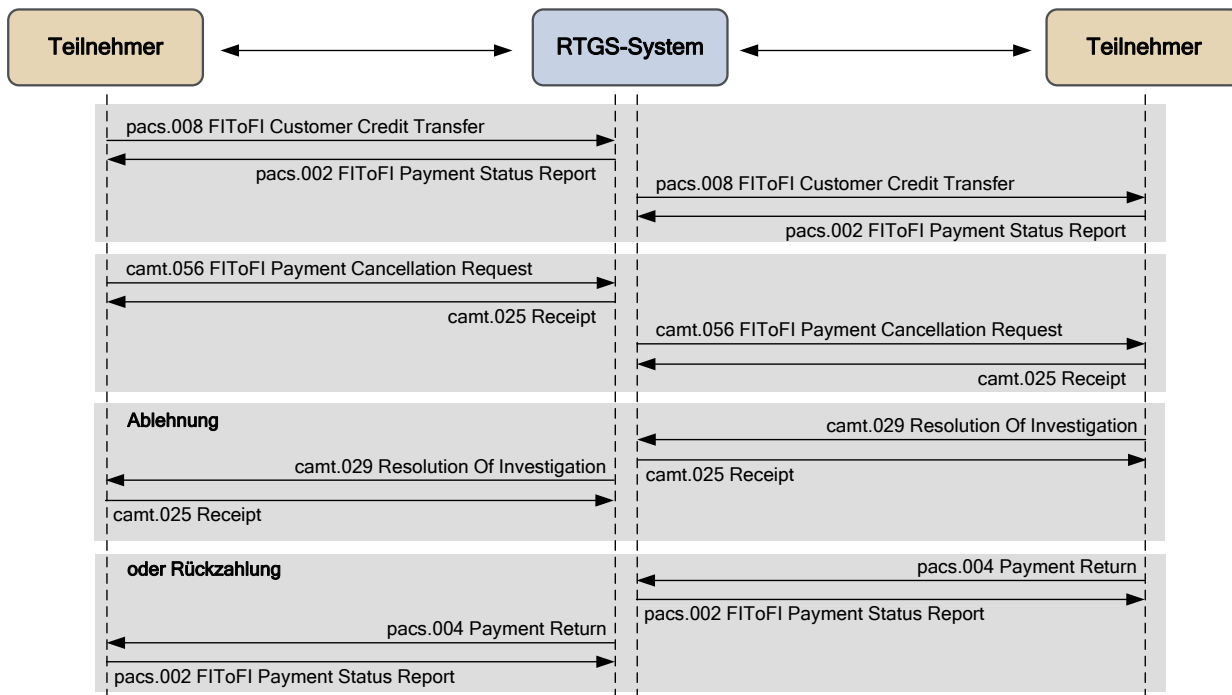 Teilnehmer
RTGS-System
Teilnehmer
pacs.008 FIToFI Customer Credit Transfer
pacs.002 FIToFI Payment Status Report
pacs.008 FIToFI Customer Credit Transfer
pacs.002 FIToFI Payment Status Report
camt.056 FIToFI Payment Cancellation Request
camt.025 Receipt
camt.056 FIToFI Payment Cancellation Request
camt.025 Receipt
Ablehnung
camt.029 Resolution Of Investigation
camt.025 Receipt
camt.029 Resolution Of Investigation
camt.025 Receipt
oder Rückzahlung
pacs.004 Payment Return
pacs.002 FIToFI Payment Status Report
pacs.004 Payment Return
pacs.002 FIToFI Payment Status Report